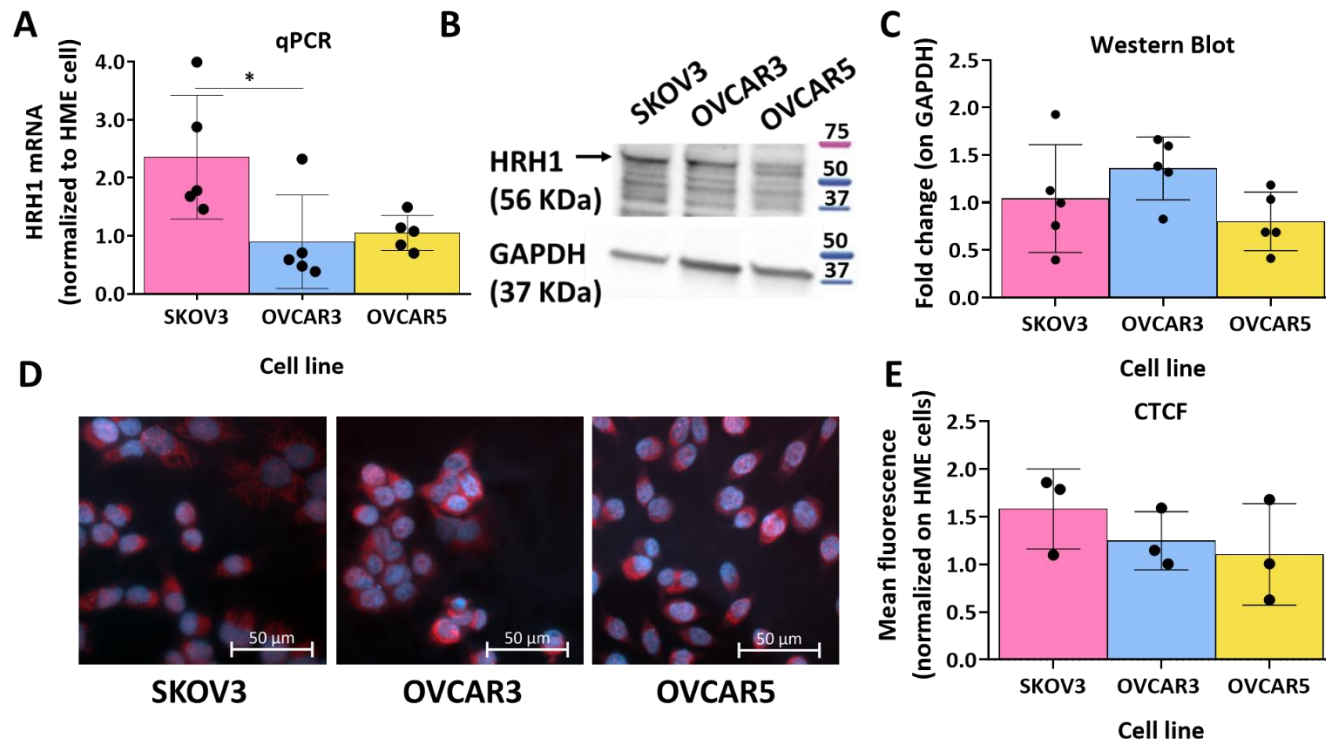 A
qPCR
HRH1 mRNA
(normalized to HME cell)
4.0
3.0
2.0
1.0
0.0
*
SKOV3
OVCAR3
OVCAR5
Cell line
B
SKOV3
OVCAR3
OVCAR5
HRH1
(56 KDa)
75
50
37
GAPDH
(37 KDa)
50
37
C
Western Blot
Fold change (on GAPDH)
2.5
2.0
1.5
1.0
0.5
0.0
SKOV3
OVCAR3
OVCAR5
Cell line
D
50 µm
50 µm
50 µm
SKOV3
OVCAR3
OVCAR5
E
CTCF
Mean fluorescence
(normalized on HME cells)
2.5
2.0
1.5
1.0
0.5
0.0
SKOV3
OVCAR3
OVCAR5
Cell line